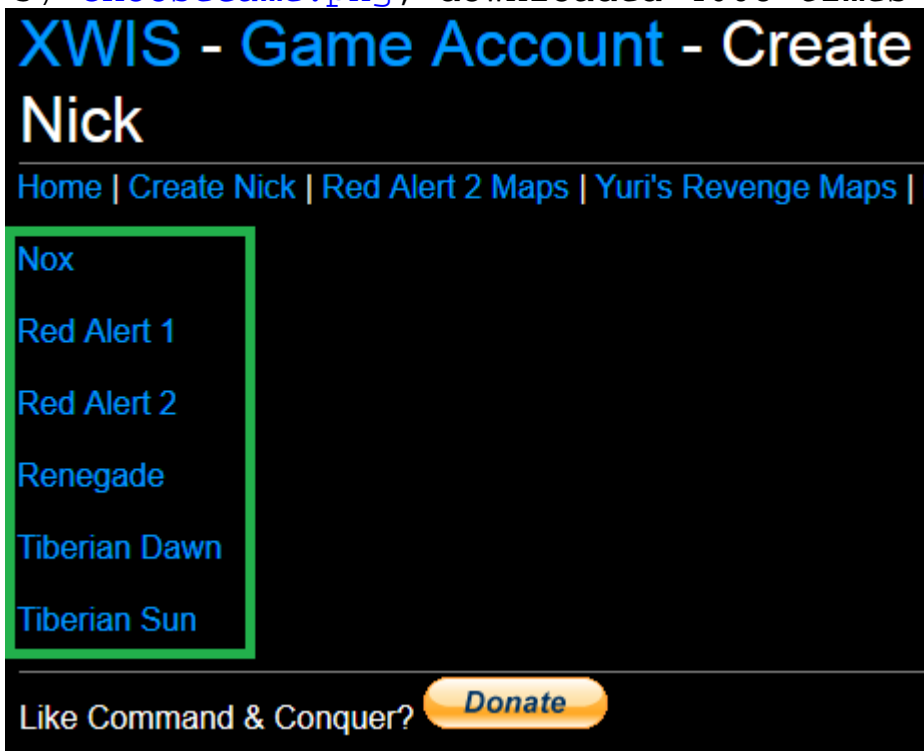 XWIS - Game Account - Create
Nick
Home | Create Nick | Red Alert 2 Maps | Yuri's Revenge Maps |
Nox
Red Alert 1
Red Alert 2
Renegade
Tiberian Dawn
Tiberian Sun
Like Command & Conquer? Donate